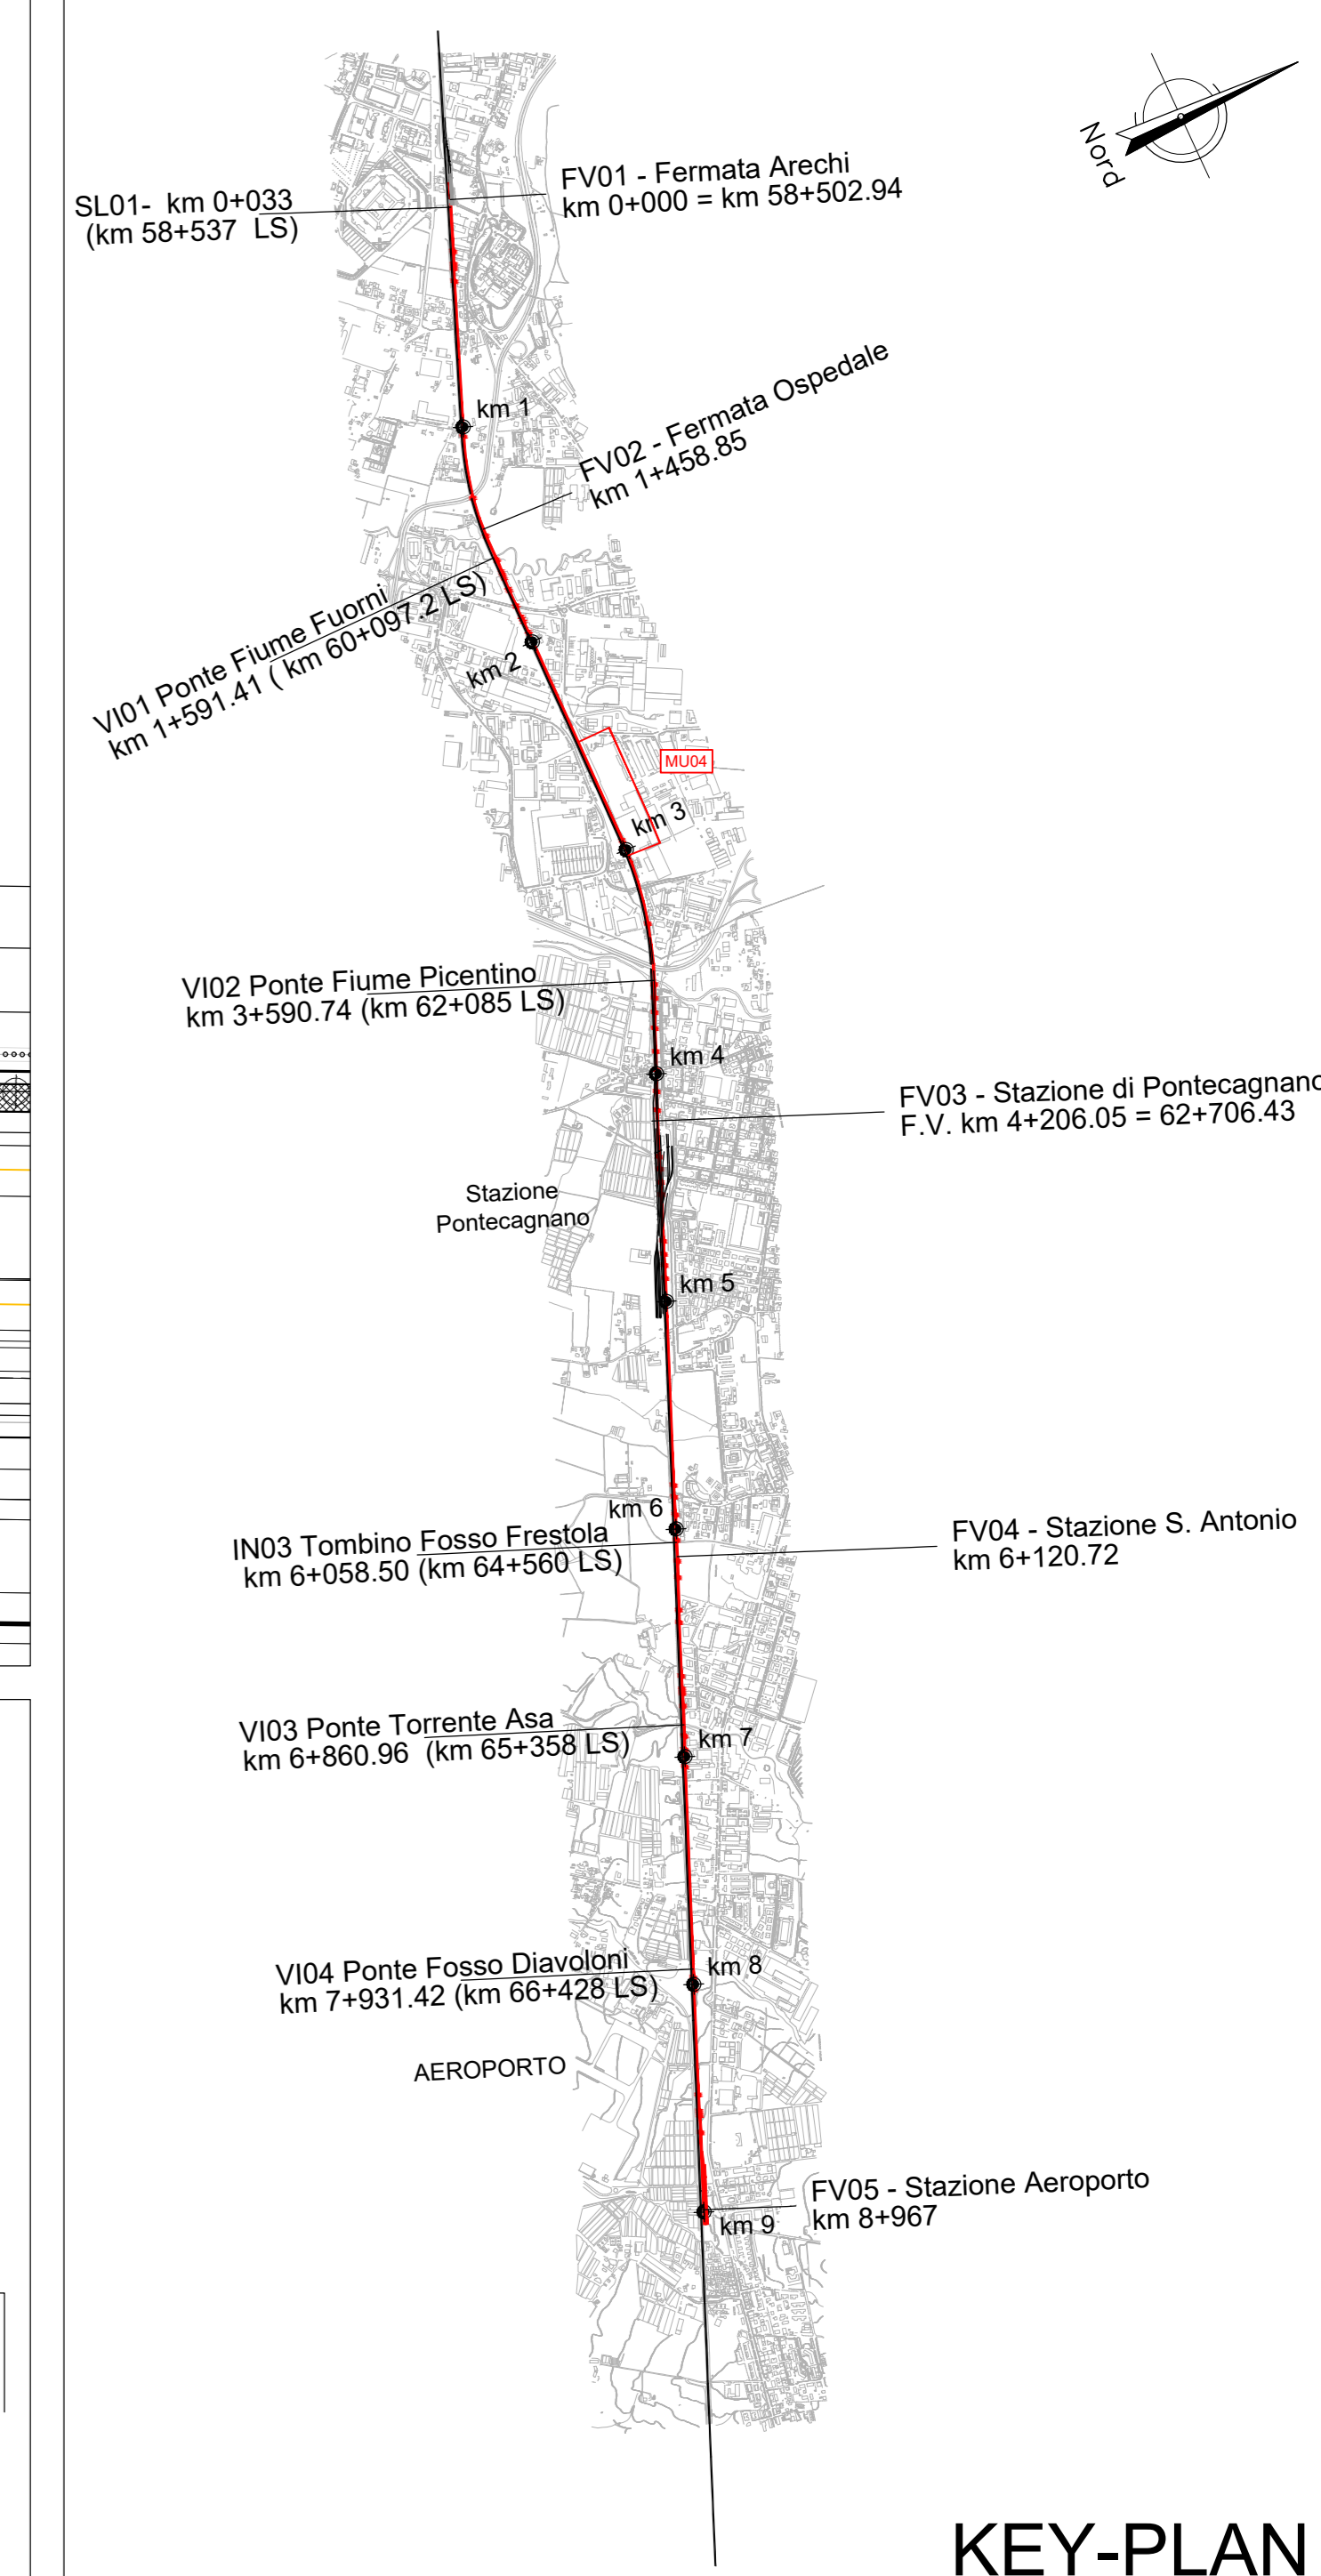 Nord
FV01 - Fermata Arechi
km 0+000 = km 58+502.94
SL01- km 0+033
(km 58+537 LS)
km 1
FV02 - Fermata Ospedale
km 1+458.85
VI01 Ponte Fiume Fuorni
km 1+591.41 ( km 60+097.2 LS)
km 2
MU04
km 3
VI02 Ponte Fiume Picentino
km 3+590.74 (km 62+085 LS)
km 4
FV03 - Stazione di Pontecagnano
F.V. km 4+206.05 = 62+706.43
Stazione
Pontecagnano
km 5
km 6
IN03 Tombino Fosso Frestola
km 6+058.50 (km 64+560 LS)
FV04 - Stazione S. Antonio
km 6+120.72
VI03 Ponte Torrente Asa
km 6+860.96 (km 65+358 LS)
km 7
VI04 Ponte Fosso Diavoloni
km 7+931.42 (km 66+428 LS)
km 8
AEROPORTO
FV05 - Stazione Aeroporto
km 8+967
km 9
KEY-PLAN